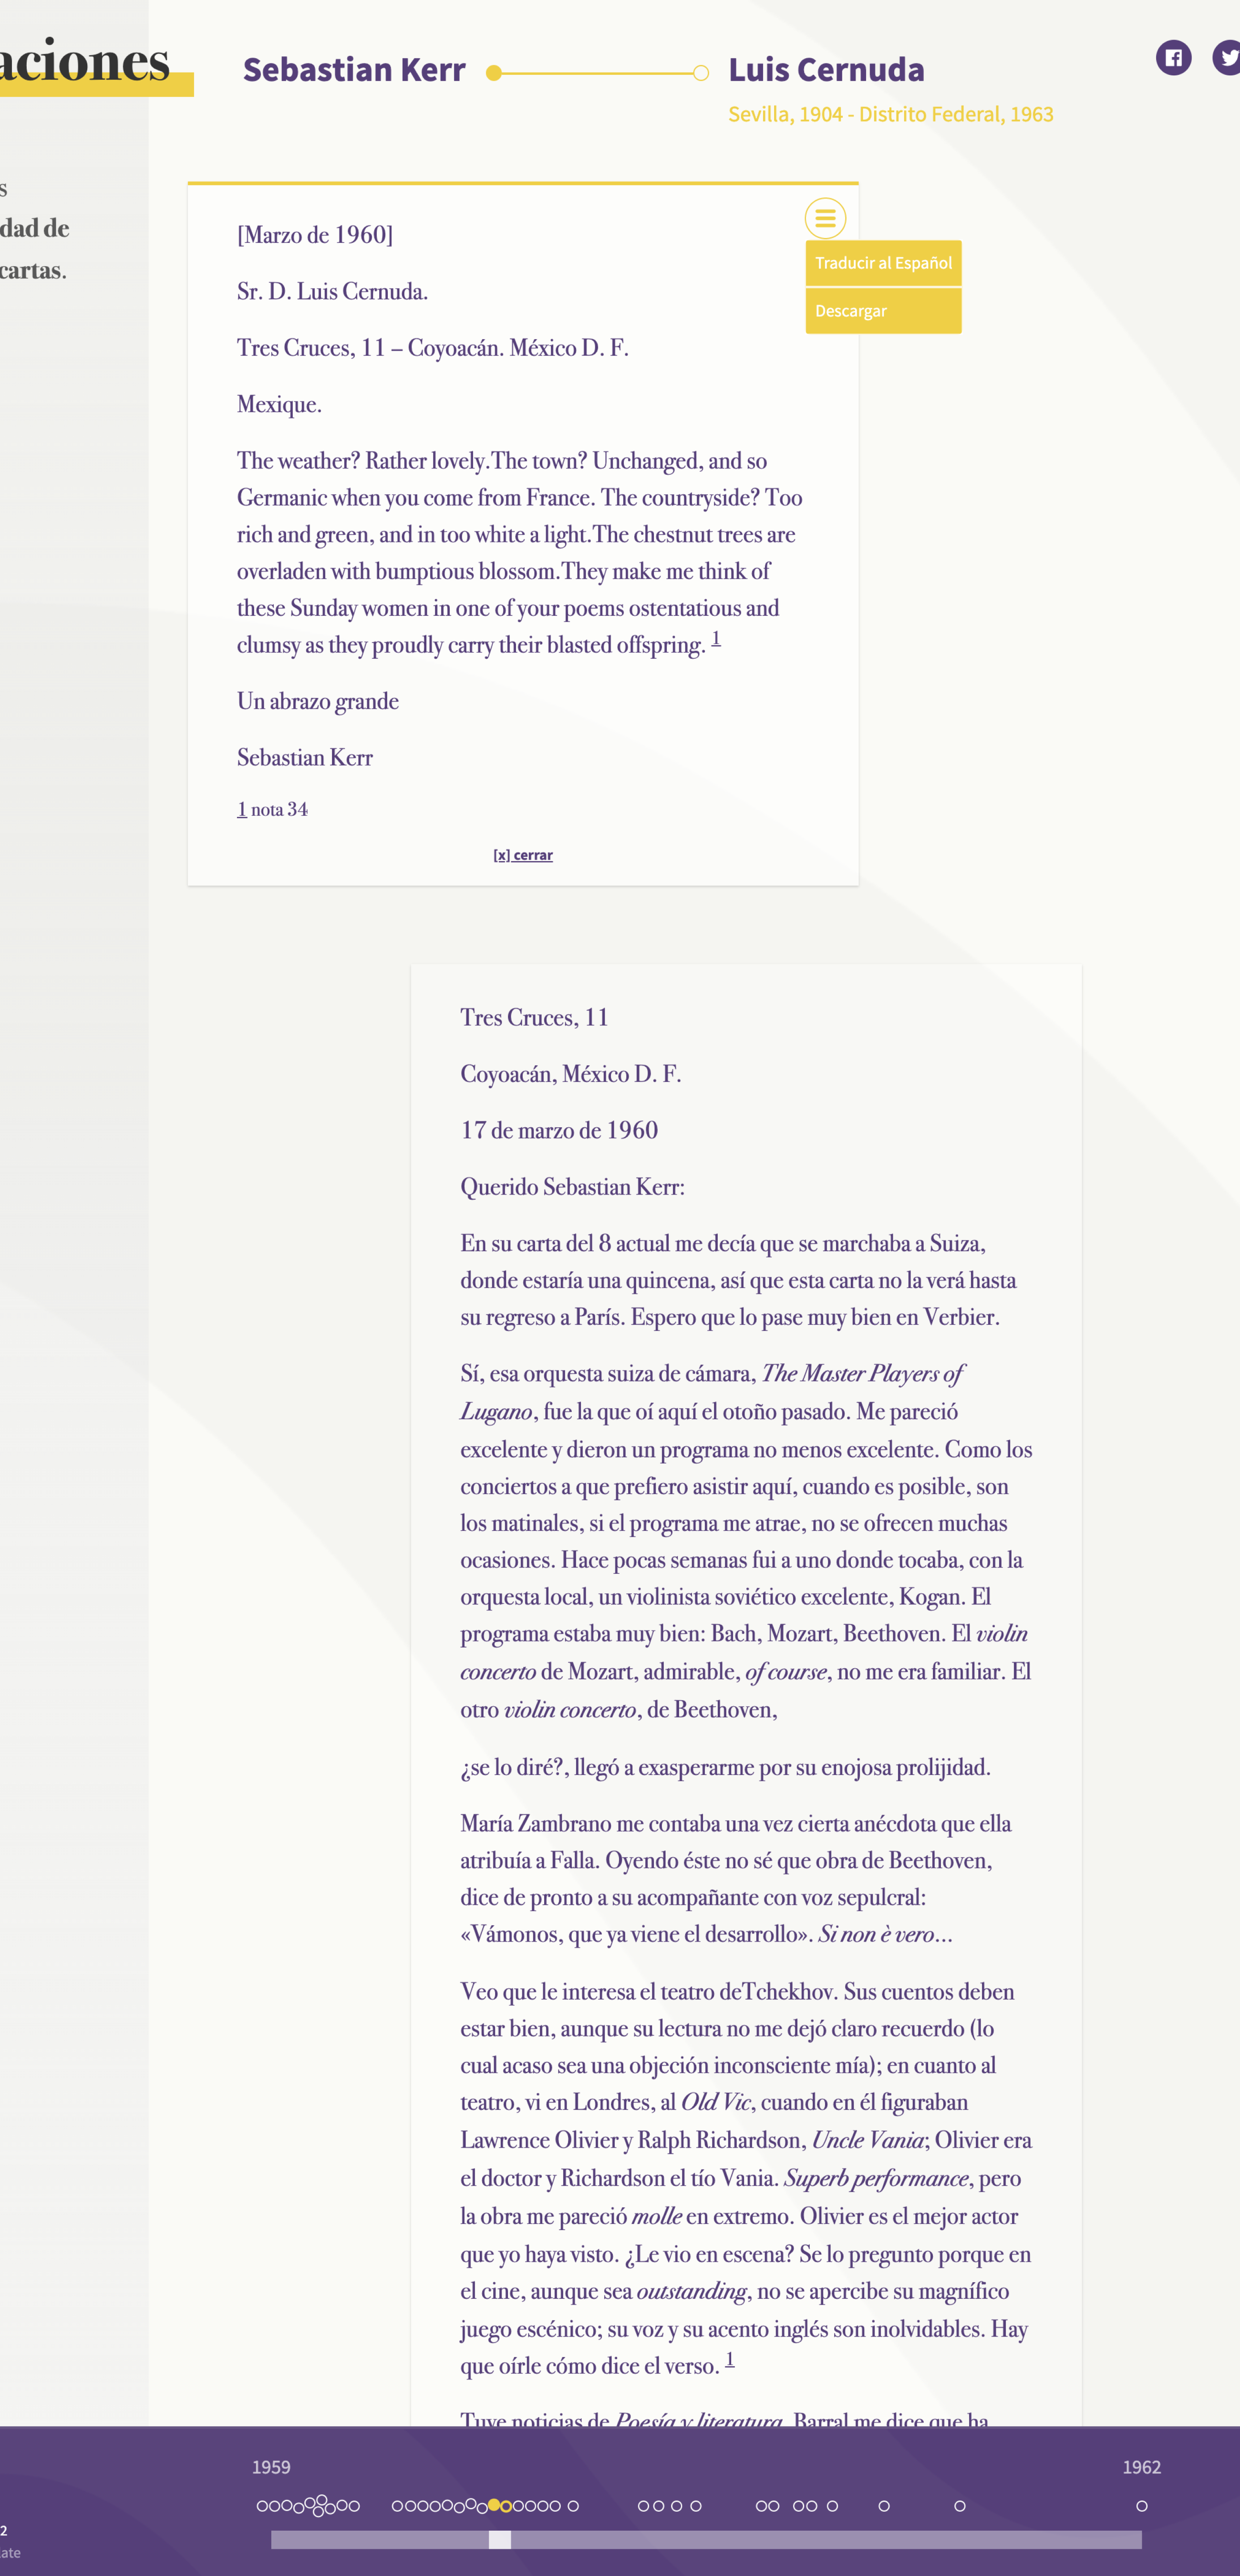 aciones
Sebastian Kerr
Luis Cernuda
Sevilla, 1904 - Distrito Federal, 1963
s
dad de
cartas.
[Marzo de 1960]
Traducir al Español
Descargar
Sr. D. Luis Cernuda.
Tres Cruces, 11 – Coyoacán. México D. F.
Mexique.
The weather? Rather lovely.The town? Unchanged, and so
Germanic when you come from France. The countryside? Too
rich and green, and in too white a light.The chestnut trees are
overladen with bumptious blossom.They make me think of
these Sunday women in one of your poems ostentatious and
clumsy as they proudly carry their blasted offspring. 1
Un abrazo grande
Sebastian Kerr
1 nota 34
[x] cerrar
Tres Cruces, 11
Coyoacán, México D. F.
17 de marzo de 1960
Querido Sebastian Kerr:
En su carta del 8 actual me decía que se marchaba a Suiza,
donde estaría una quincena, así que esta carta no la verá hasta
su regreso a París. Espero que lo pase muy bien en Verbier.
Sí, esa orquesta suiza de cámara, The Master Players of
Lugano, fue la que oí aquí el otoño pasado. Me pareció
excelente y dieron un programa no menos excelente. Como los
conciertos a que prefiero asistir aquí, cuando es posible, son
los matinales, si el programa me atrae, no se ofrecen muchas
ocasiones. Hace pocas semanas fui a uno donde tocaba, con la
orquesta local, un violinista soviético excelente, Kogan. El
programa estaba muy bien: Bach, Mozart, Beethoven. El violin
concerto de Mozart, admirable, of course, no me era familiar. El
otro violin concerto, de Beethoven,
¿se lo diré?, llegó a exasperarme por su enojosa prolijidad.
María Zambrano me contaba una vez cierta anécdota que ella
atribuía a Falla. Oyendo éste no sé que obra de Beethoven,
dice de pronto a su acompañante con voz sepulcral:
«Vámonos, que ya viene el desarrollo». Si non è vero...
Veo que le interesa el teatro deTchekhov. Sus cuentos deben
estar bien, aunque su lectura no me dejó claro recuerdo (lo
cual acaso sea una objeción inconsciente mía); en cuanto al
teatro, vi en Londres, al Old Vic, cuando en él figuraban
Lawrence Olivier y Ralph Richardson, Uncle Vania; Olivier era
el doctor y Richardson el tío Vania. Superb performance, pero
la obra me pareció molle en extremo. Olivier es el mejor actor
que yo haya visto. ¿Le vio en escena? Se lo pregunto porque en
el cine, aunque sea outstanding, no se apercibe su magnífico
juego escénico; su voz y su acento inglés son inolvidables. Hay
que oírle cómo dice el verso. 1
Tuve noticias de Poesía y literatura. Barral me dice que ha
1959
1962
2
ate